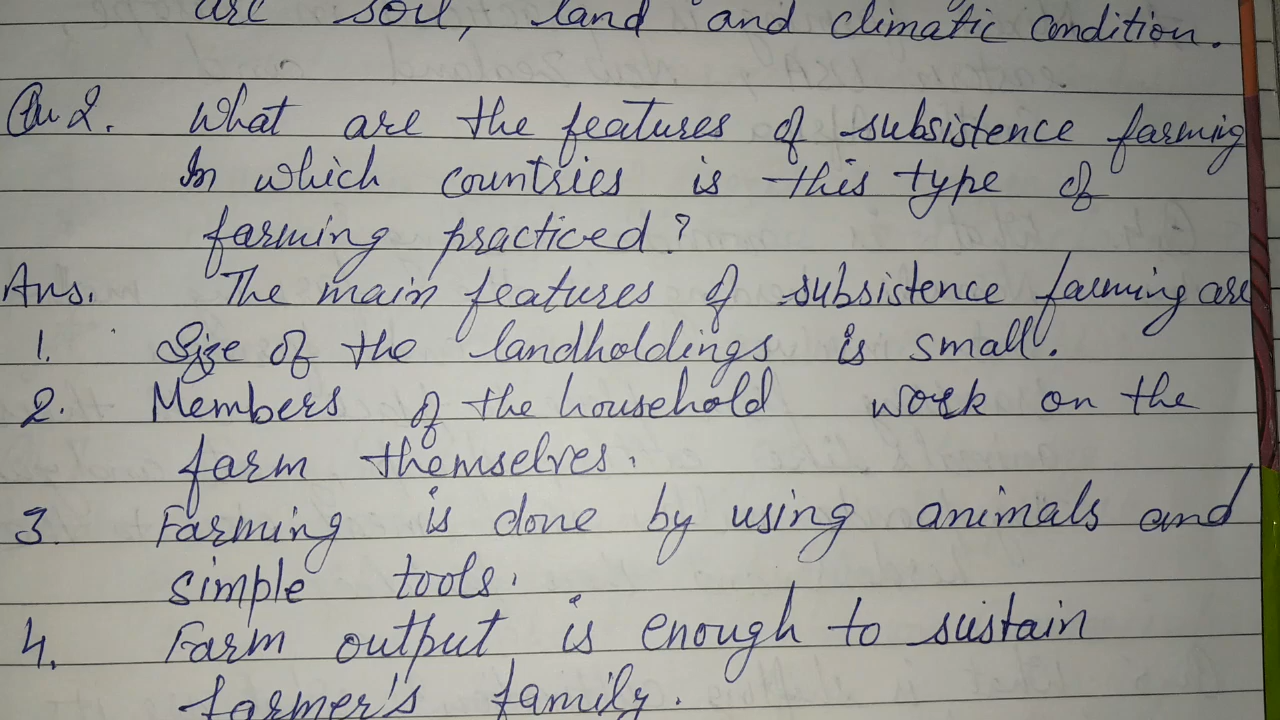 are soil, land and climatic condition.
Qu 2. What are the features of subsistence farming
In which countries is this type of
farming practiced?
Ans. The main features of subsistence farming are
1. Size of the landholdings is small.
2. Members of the household work on the
farm themselves.
3. Farming is done by using animals and
simple tools.
4. Farm output is enough to sustain
farmer's family.